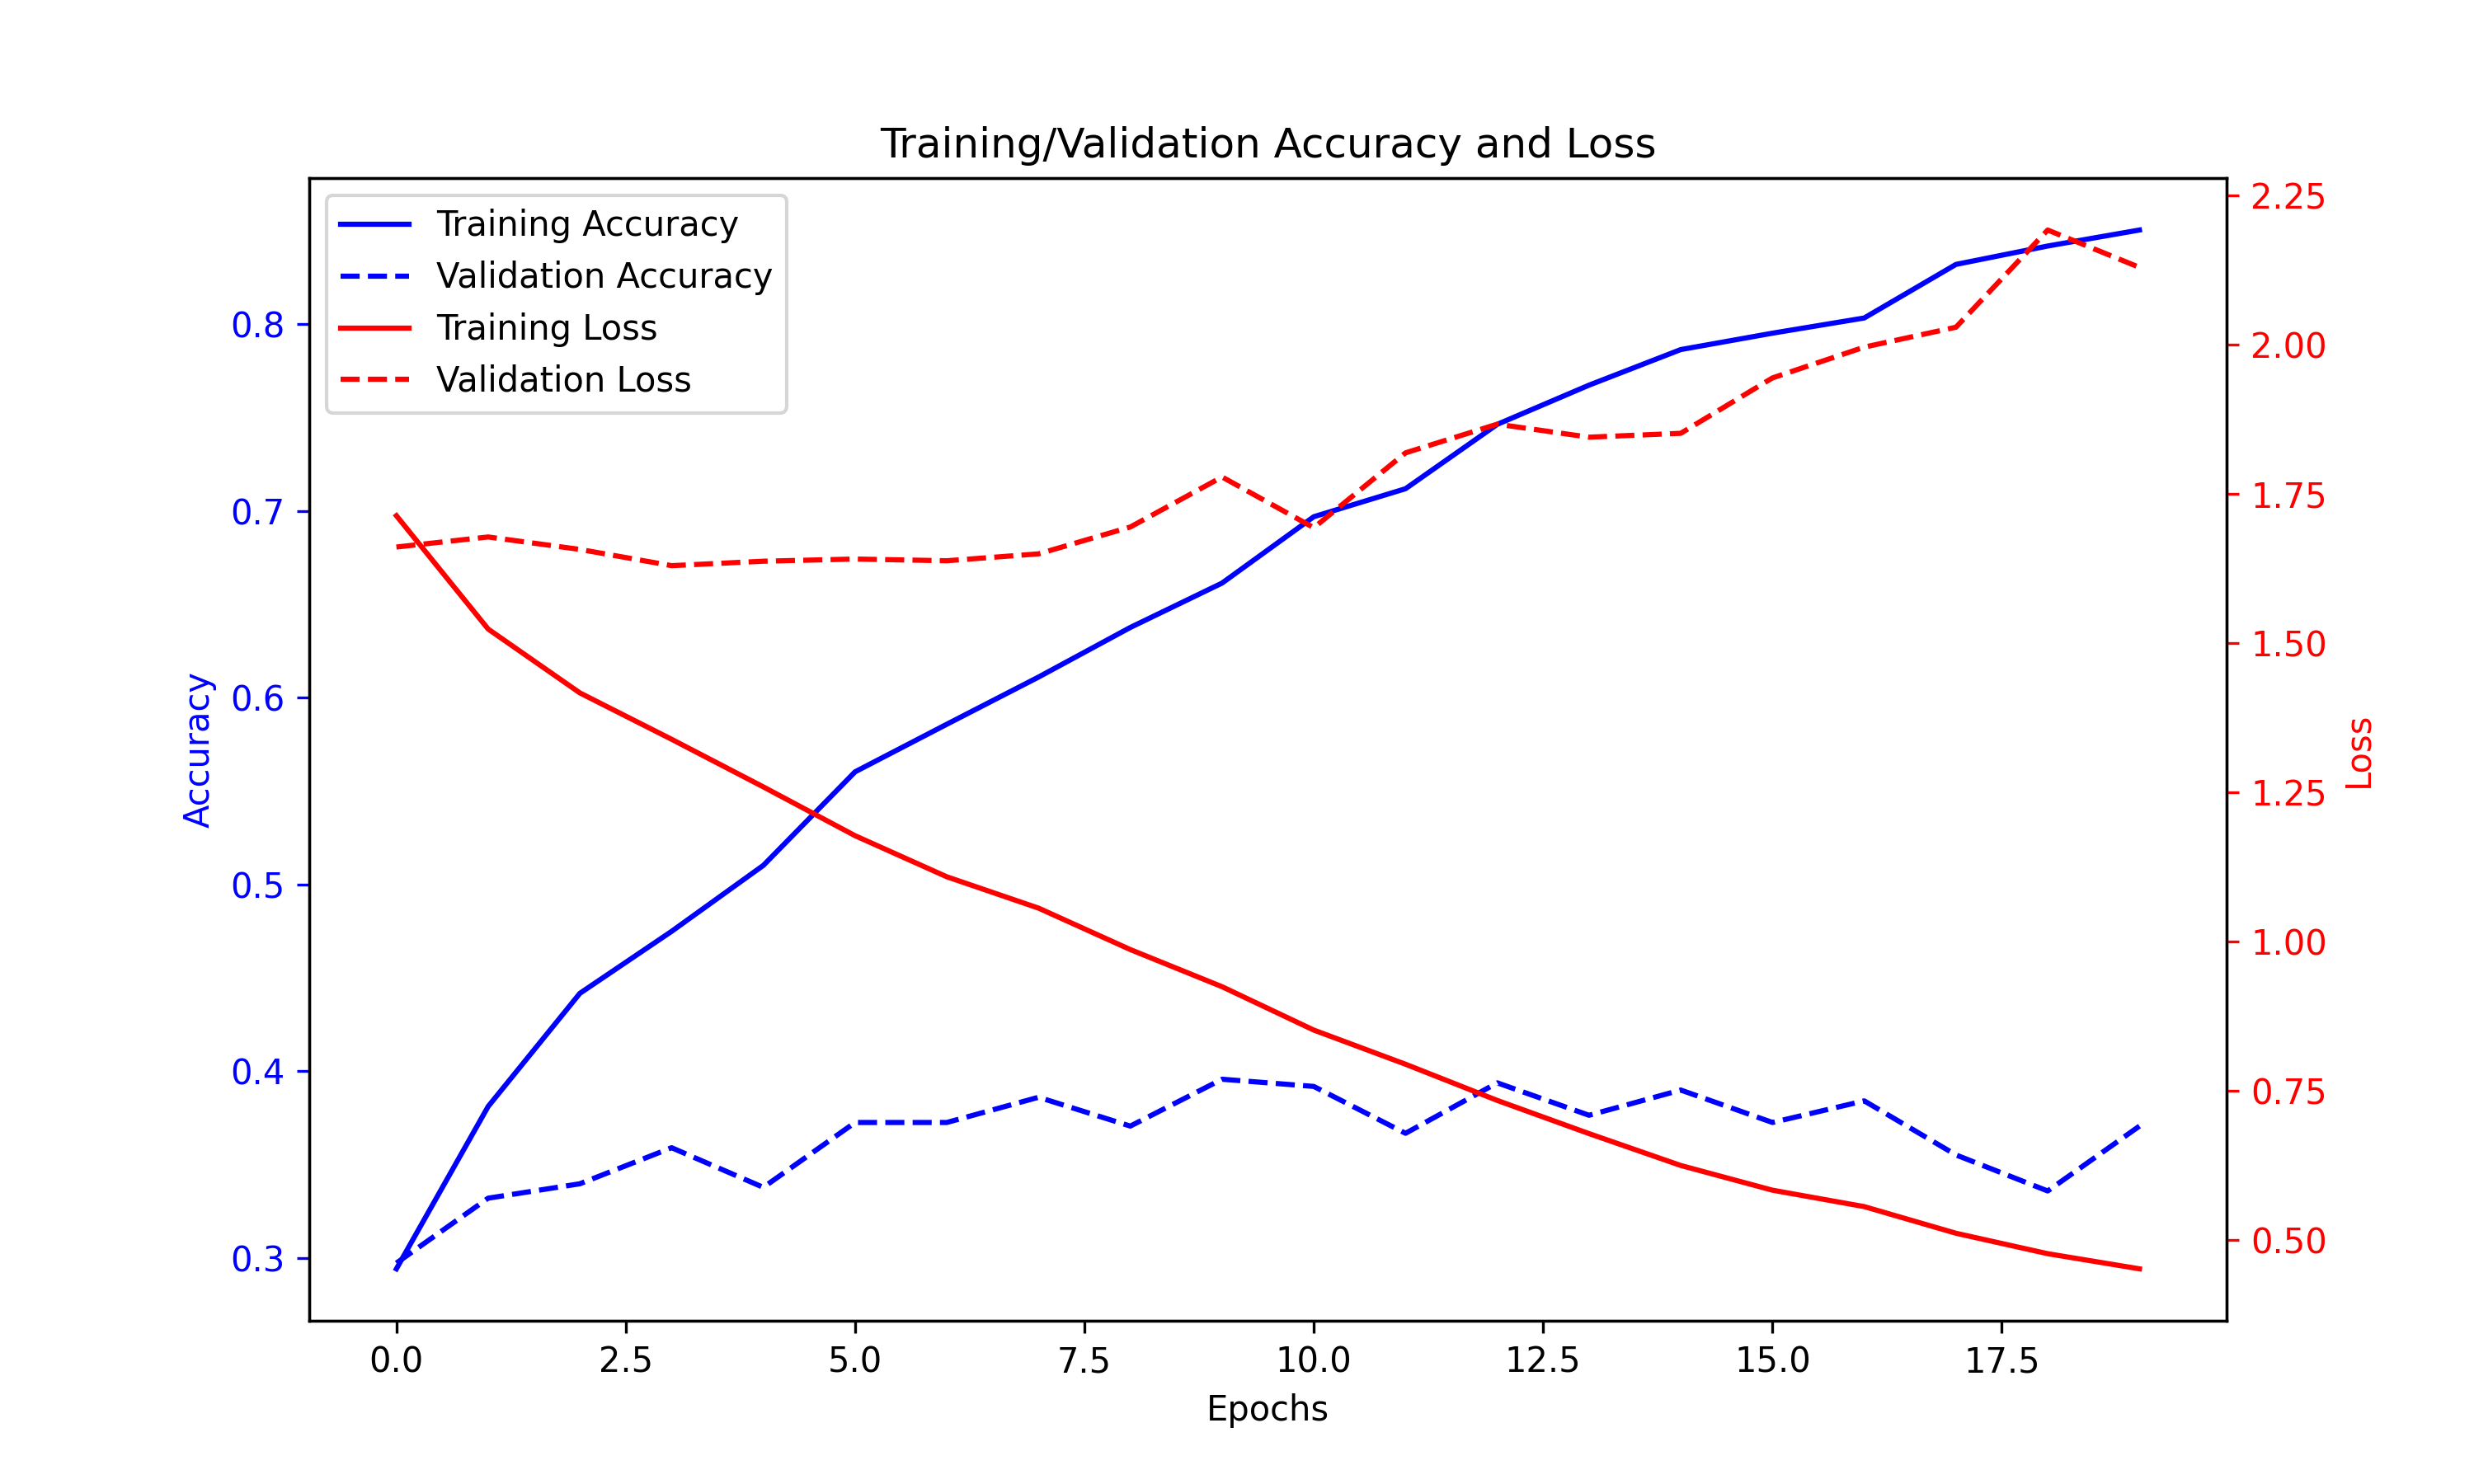 Training/Validation Accuracy and Loss
Training Accuracy
Validation Accuracy
Training Loss
Validation Loss
Accuracy
0.8
0.7
0.6
0.5
0.4
0.3
2.25
2.00
1.75
1.50
1.25
1.00
0.75
0.50
Loss
0.0 2.5 5.0 7.5 10.0 12.5 15.0 17.5
Epochs